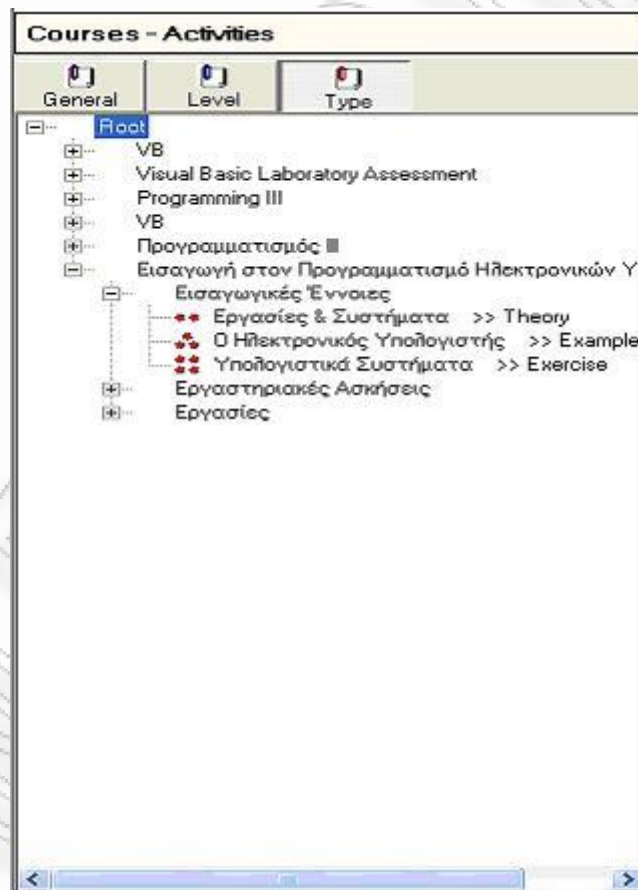 Courses - Activities
General Level Type
Root
VB
Visual Basic Laboratory Assessment
Programming III
VB
Προγραμματισμός
Εισαγωγή στον Προγραμματισμό Ηλεκτρονικών Υ
Εισαγωγικές Έννοιες
Εργασίες & Συστήματα >> Theory
Ο Ηλεκτρονικός Υπολογιστής >> Example
Υπολογιστικά Συστήματα >> Exercise
Εργαστηριακές Ασκήσεις
Εργασίες